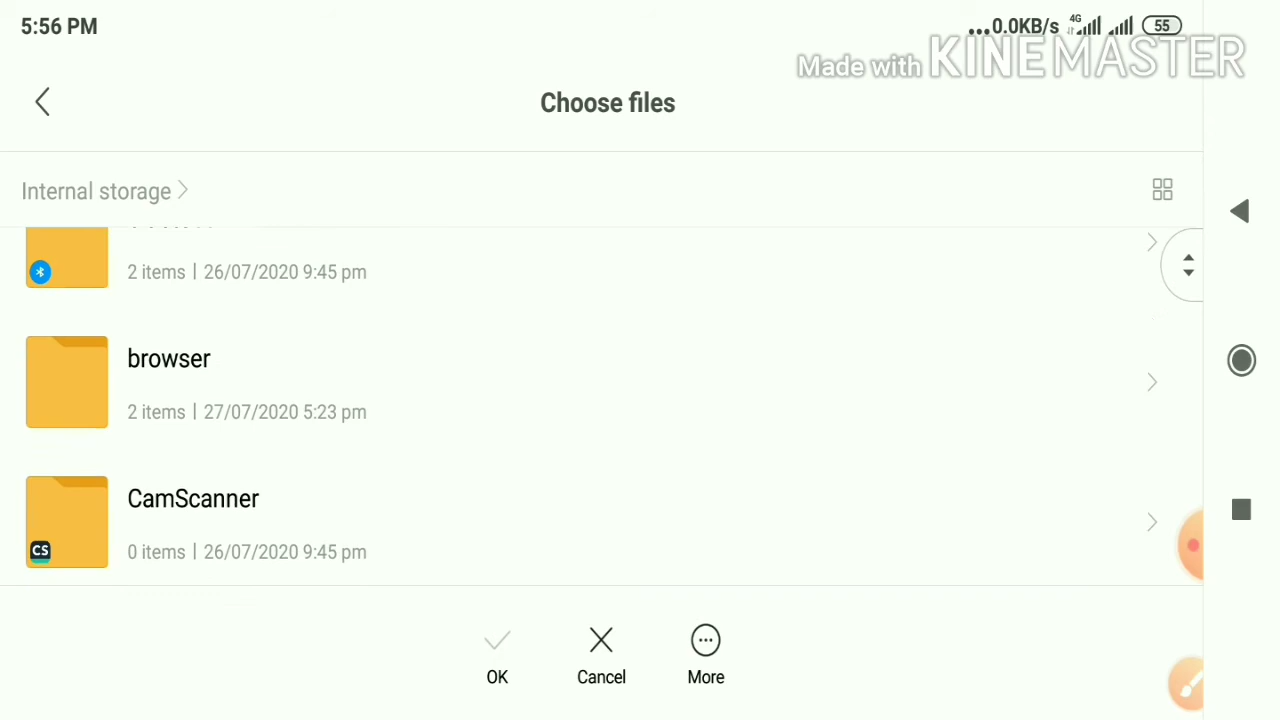 5:56 PM
...0.0KB/s 4G 55
Made with KINEMASTER
Choose files
Internal storage
2 items | 26/07/2020 9:45 pm
browser
2 items | 27/07/2020 5:23 pm
CamScanner
CS
0 items | 26/07/2020 9:45 pm
OK
Cancel
More